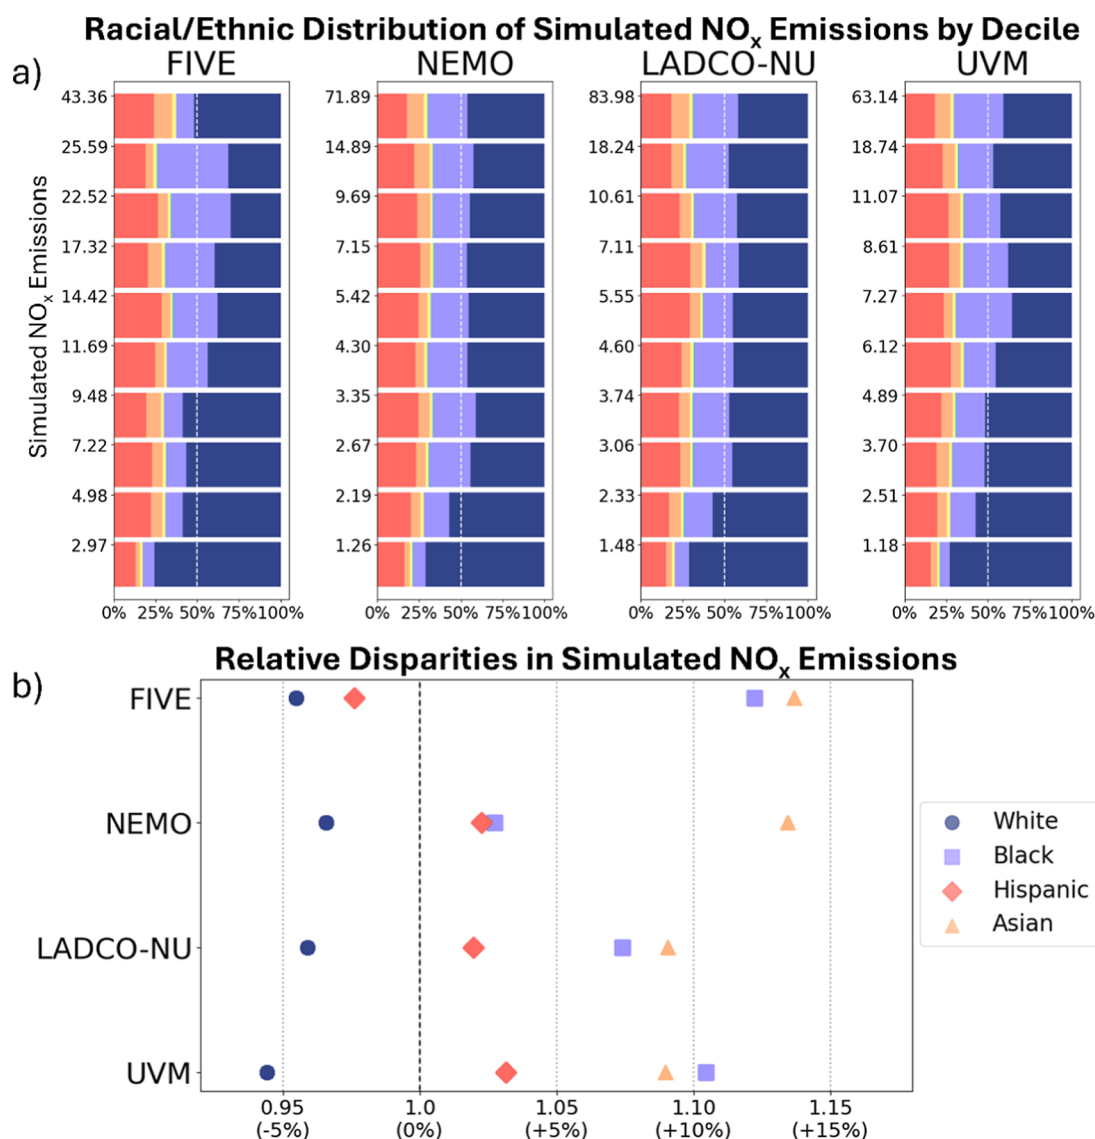 Racial/Ethnic Distribution of Simulated NOx Emissions by Decile
a)
FIVE NEMO LADCO-NU UVM
Simulated NOx Emissions
43.36 71.89 83.98 63.14
25.59 14.89 18.24 18.74
22.52 9.69 10.61 11.07
17.32 7.15 7.11 8.61
14.42 5.42 5.55 7.27
11.69 4.30 4.60 6.12
9.48 3.35 3.74 4.89
7.22 2.67 3.06 3.70
4.98 2.19 2.33 2.51
2.97 1.26 1.48 1.18
0% 25% 50% 75% 100% 0% 25% 50% 75% 100% 0% 25% 50% 75% 100% 0% 25% 50% 75% 100%
Relative Disparities in Simulated NOx Emissions
b)
FIVE
NEMO
LADCO-NU
UVM
White
Black
Hispanic
Asian
0.95 1.0 1.05 1.10 1.15
(-5%) (0%) (+5%) (+10%) (+15%)